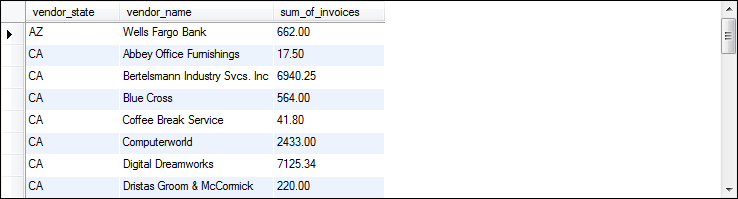 vendor_state vendor_name sum_of_invoices
AZ Wells Fargo Bank 662.00
CA Abbey Office Furnishings 17.50
CA Bertelsmann Industry Svcs. Inc 6940.25
CA Blue Cross 564.00
CA Coffee Break Service 41.80
CA Computerworld 2433.00
CA Digital Dreamworks 7125.34
CA Dristas Groom & McCormick 220.00